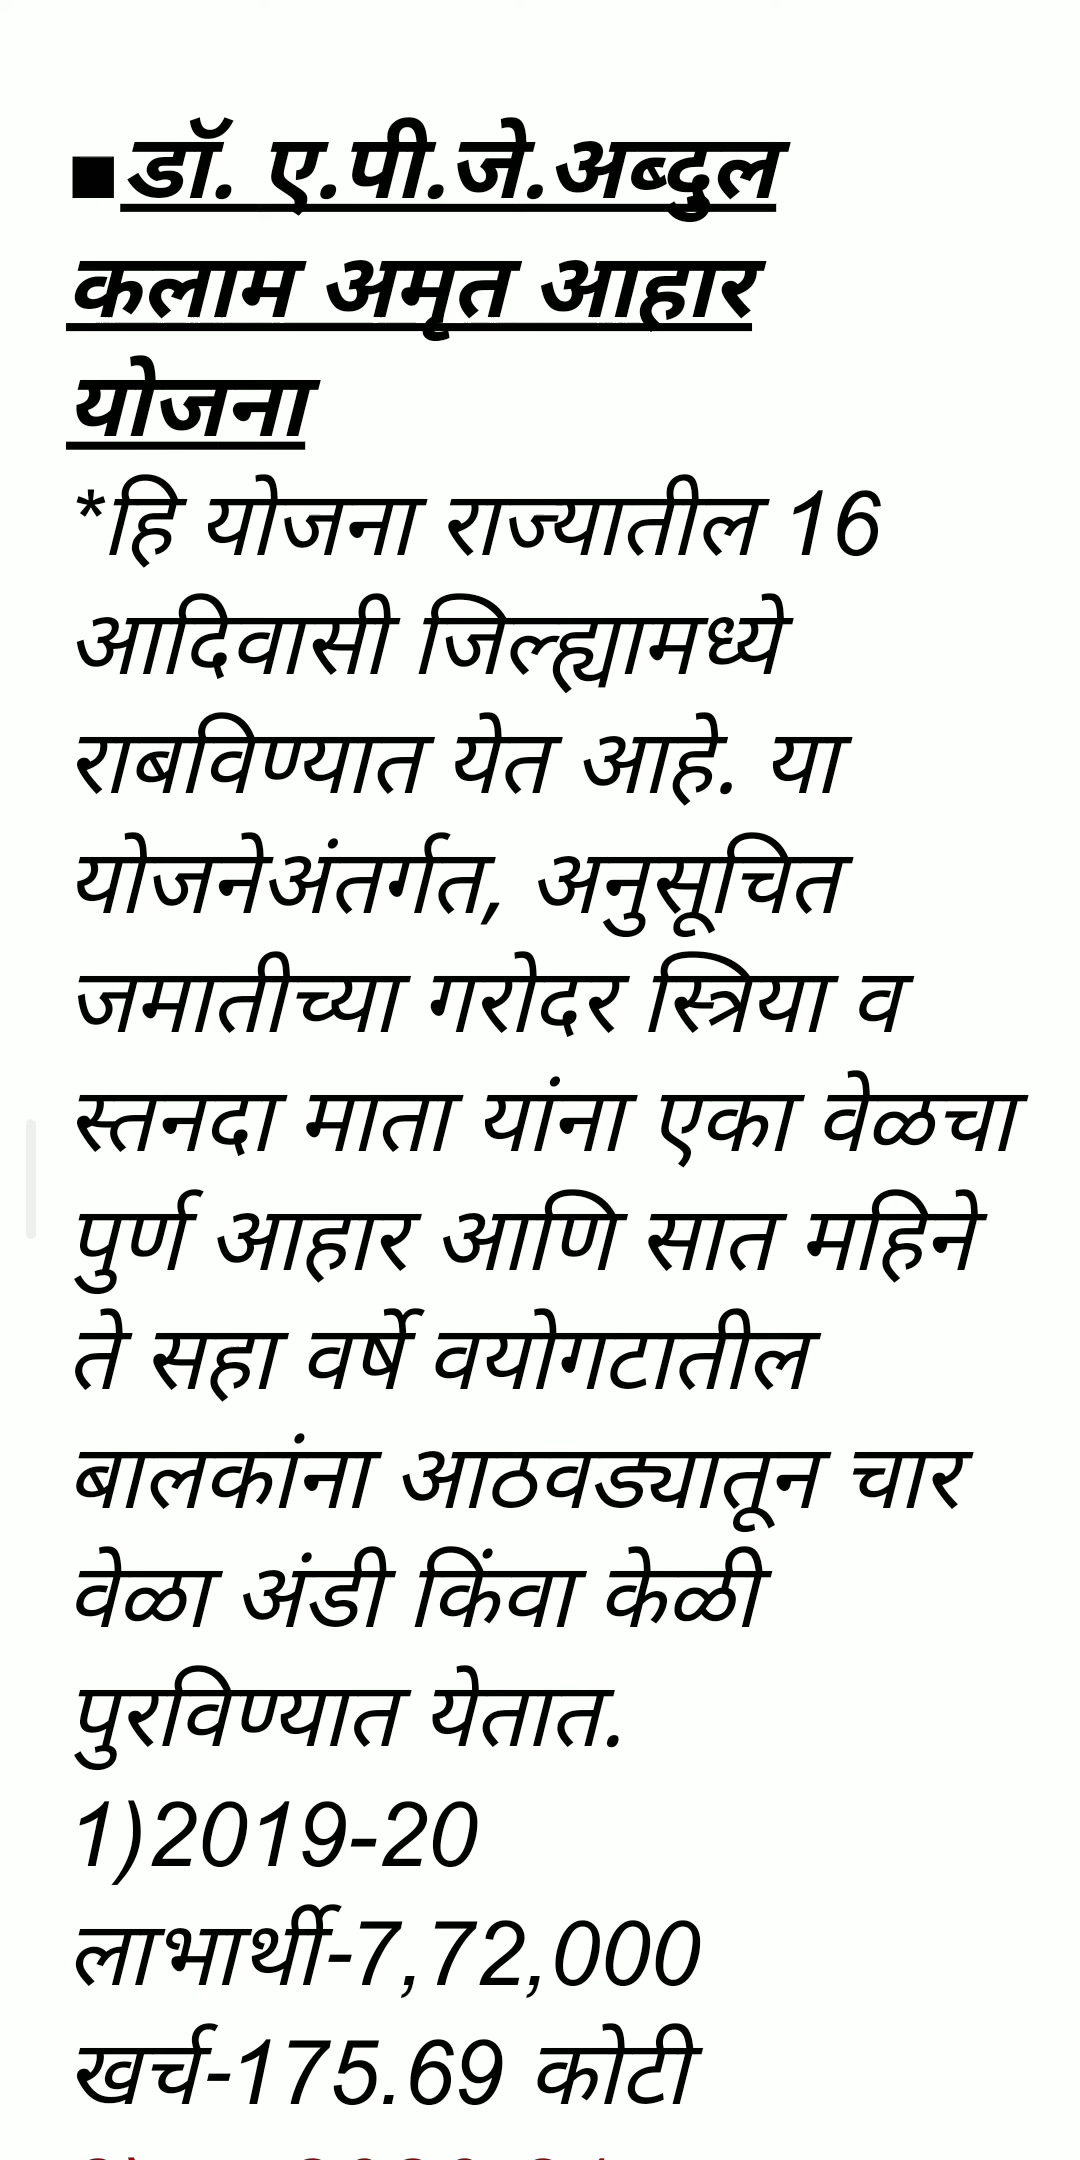 ■डॉ. ए.पी.जे.अब्दुल
कलाम अमृत आहार
योजना
*हि योजना राज्यातील 16
आदिवासी जिल्ह्यामध्ये
राबविण्यात येत आहे. या
योजनेअंतर्गत, अनुसूचित
जमातीच्या गरोदर स्त्रिया व
स्तनदा माता यांना एका वेळचा
पुर्ण आहार आणि सात महिने
ते सहा वर्षे वयोगटातील
बालकांना आठवड्यातून चार
वेळा अंडी किंवा केळी
पुरविण्यात येतात.
1)2019-20
लाभार्थी-7,72,000
खर्च-175.69 कोटी